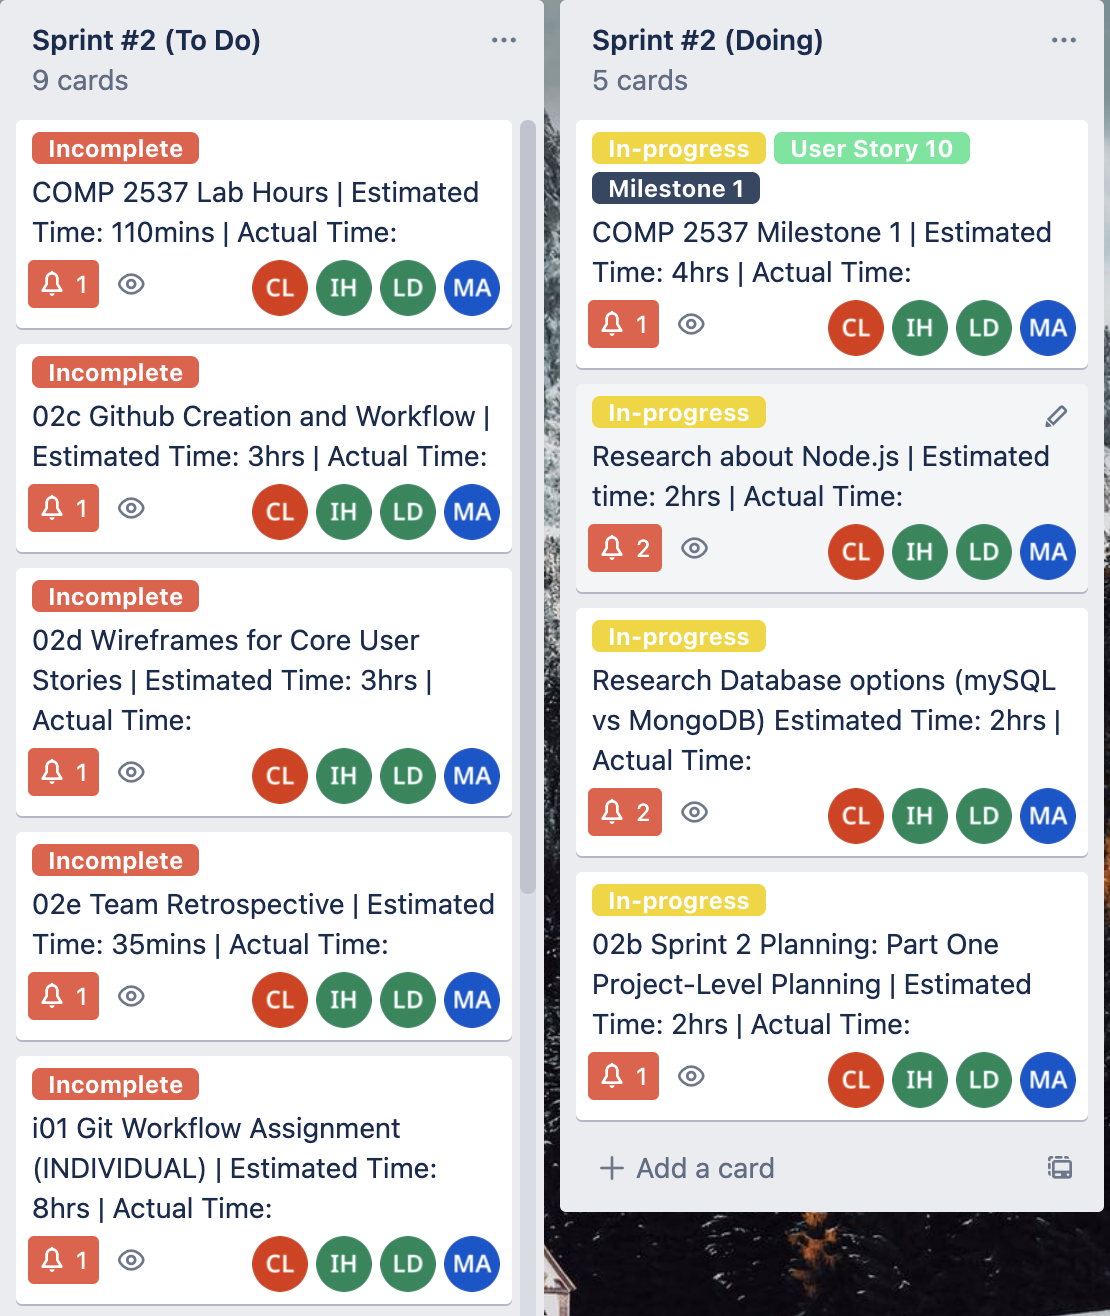 Sprint #2 (To Do)
9 cards
Incomplete
COMP 2537 Lab Hours | Estimated
Time: 110mins | Actual Time:
1
CL IH LD MA
Incomplete
02c Github Creation and Workflow |
Estimated Time: 3hrs | Actual Time:
1
CL IH LD MA
Incomplete
02d Wireframes for Core User
Stories | Estimated Time: 3hrs |
Actual Time:
1
CL IH LD MA
Incomplete
02e Team Retrospective | Estimated
Time: 35mins | Actual Time:
1
CL IH LD MA
Incomplete
i01 Git Workflow Assignment
(INDIVIDUAL) | Estimated Time:
8hrs | Actual Time:
1
CL IH LD MA
Sprint #2 (Doing)
5 cards
In-progress User Story 10
Milestone 1
COMP 2537 Milestone 1 | Estimated
Time: 4hrs | Actual Time:
1
CL IH LD MA
In-progress
Research about Node.js | Estimated
time: 2hrs | Actual Time:
2
CL IH LD MA
In-progress
Research Database options (mySQL
vs MongoDB) Estimated Time: 2hrs |
Actual Time:
2
CL IH LD MA
In-progress
02b Sprint 2 Planning: Part One
Project-Level Planning | Estimated
Time: 2hrs | Actual Time:
1
CL IH LD MA
Add a card